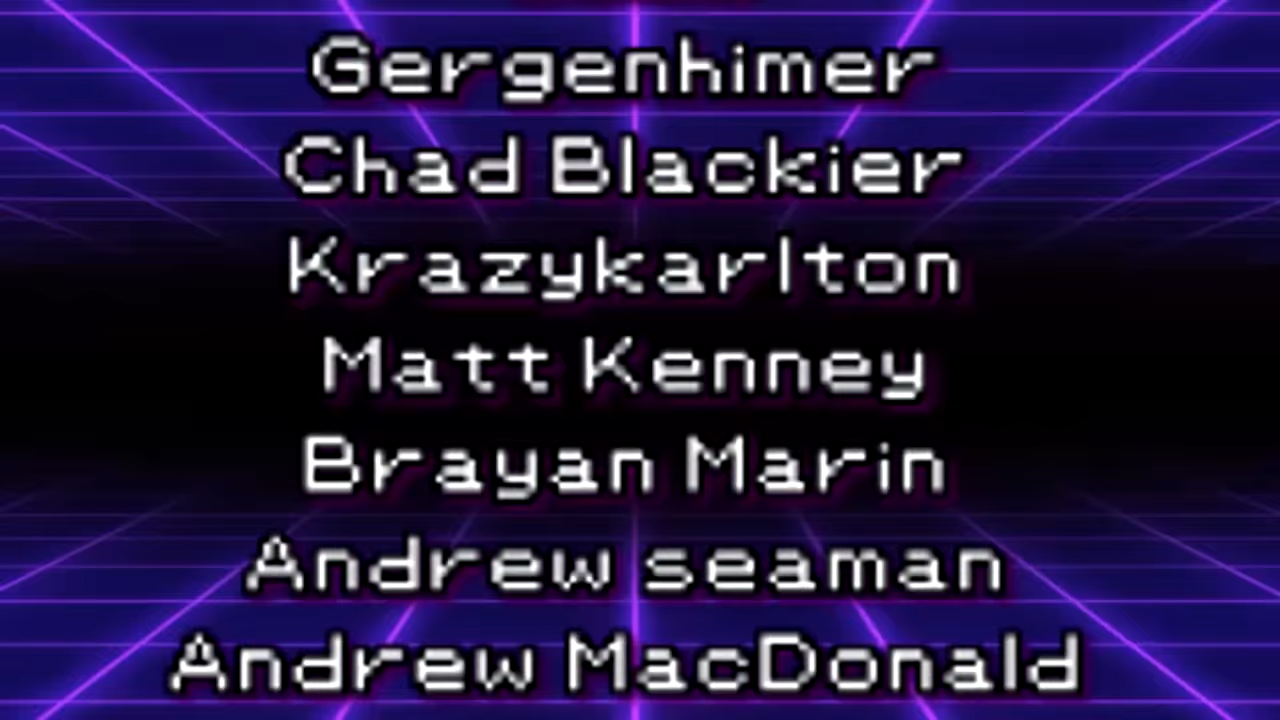 Gergenhimer
Chad Blackier
Krazykarlton
Matt Kenney
Brayan Marin
Andrew seaman
Andrew MacDonald